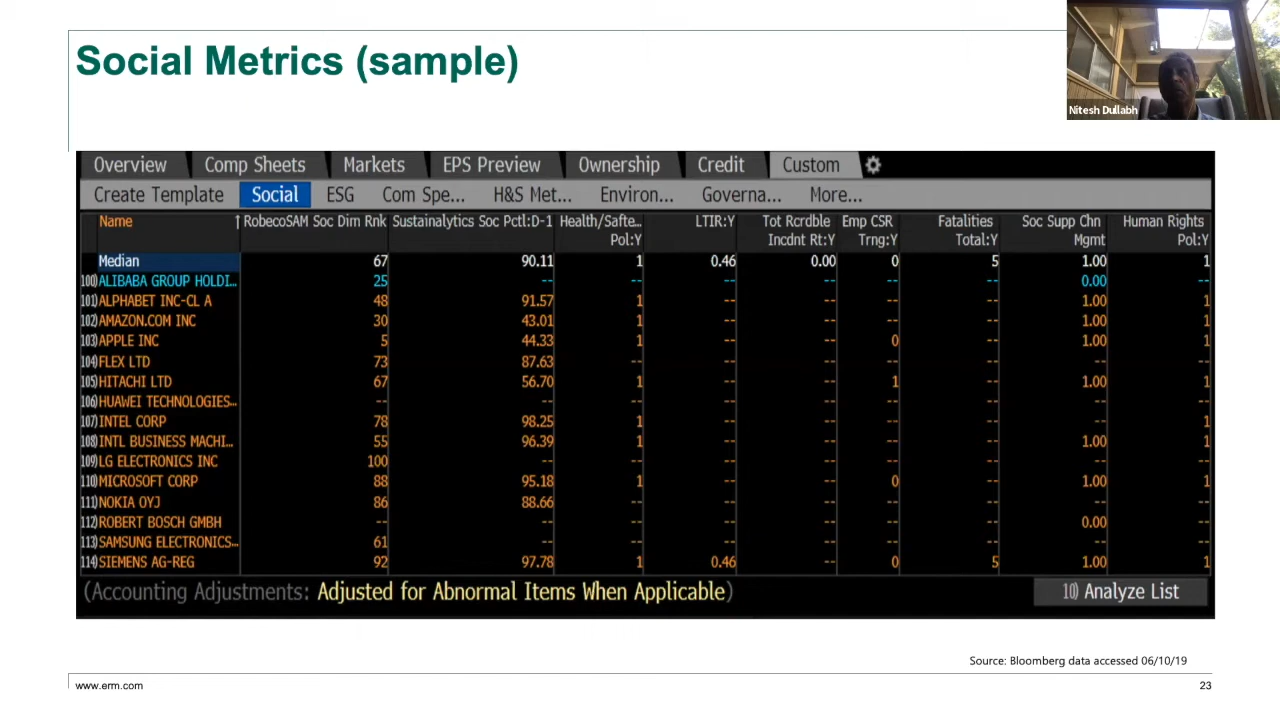 Social Metrics (sample)
Nitesh Dullabh
Overview Comp Sheets Markets EPS Preview Ownership Credit Custom
Create Template Social ESG Com Spe... H&S Met... Environ... Governa... More...
Name ↑ RobecoSAM Soc Dim Rnk Sustainalytics Soc Pctl:D-1 Health/Safte... LTIR:Y Tot Rcrdble Emp CSR Fatalities Soc Supp Chn Human Rights
Pol:Y Incdnt Rt:Y Trng:Y Total:Y Mgmt Pol:Y
Median 67 90.11 1 0.46 0.00 0 5 1.00 1
100) ALIBABA GROUP HOLDI... 25 -- -- -- -- -- -- 0.00 --
101) ALPHABET INC-CL A 48 91.57 1 -- -- -- -- 1.00 1
102) AMAZON.COM INC 30 43.01 1 -- -- -- -- 1.00 1
103) APPLE INC 5 44.33 1 -- -- 0 -- 1.00 1
104) FLEX LTD 73 87.63 -- -- -- -- -- -- --
105) HITACHI LTD 67 56.70 1 -- -- 1 -- 1.00 1
106) HUAWEI TECHNOLOGIES... -- -- -- -- -- -- -- -- --
107) INTEL CORP 78 98.25 1 -- -- -- -- -- 1
108) INTL BUSINESS MACHI... 55 96.39 1 -- -- -- -- 1.00 1
109) LG ELECTRONICS INC 100 -- -- -- -- -- -- -- --
110) MICROSOFT CORP 88 95.18 1 -- -- 0 -- 1.00 1
111) NOKIA OYJ 86 88.66 -- -- -- -- -- -- --
112) ROBERT BOSCH GMBH -- -- -- -- -- -- -- 0.00 --
113) SAMSUNG ELECTRONICS... 61 -- -- -- -- -- -- -- --
114) SIEMENS AG-REG 92 97.78 1 0.46 -- 0 5 1.00 1
(Accounting Adjustments: Adjusted for Abnormal Items When Applicable) 10) Analyze List
Source: Bloomberg data accessed 06/10/19
www.erm.com 23